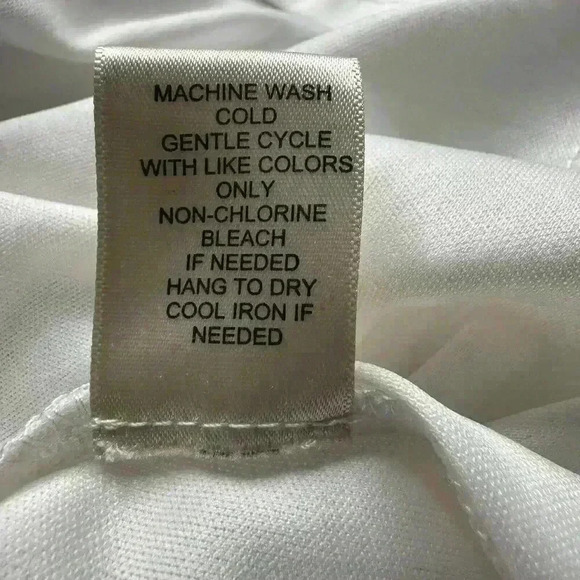 MACHINE WASH
COLD
GENTLE CYCLE
WITH LIKE COLORS
ONLY
NON-CHLORINE
BLEACH
IF NEEDED
HANG TO DRY
COOL IRON IF
NEEDED